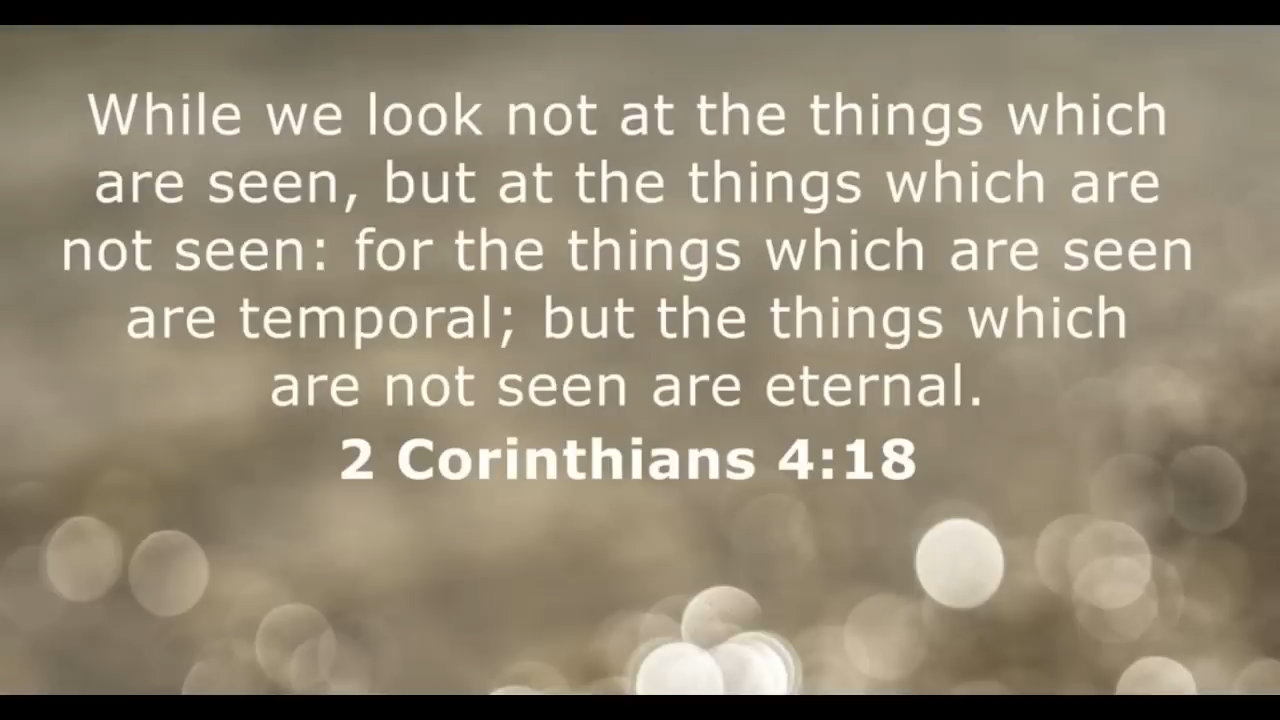 While we look not at the things which
are seen, but at the things which are
not seen: for the things which are seen
are temporal; but the things which
are not seen are eternal.
2 Corinthians 4:18